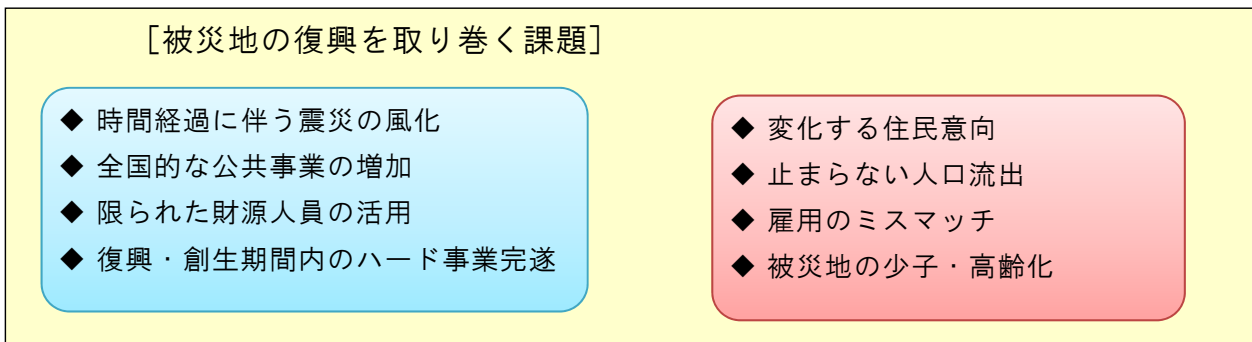 ［被災地の復興を取り巻く課題］
◆ 時間経過に伴う震災の風化
◆ 全国的な公共事業の増加
◆ 限られた財源人員の活用
◆ 復興・創生期間内のハード事業完遂
◆ 変化する住民意向
◆ 止まらない人口流出
◆ 雇用のミスマッチ
◆ 被災地の少子・高齢化